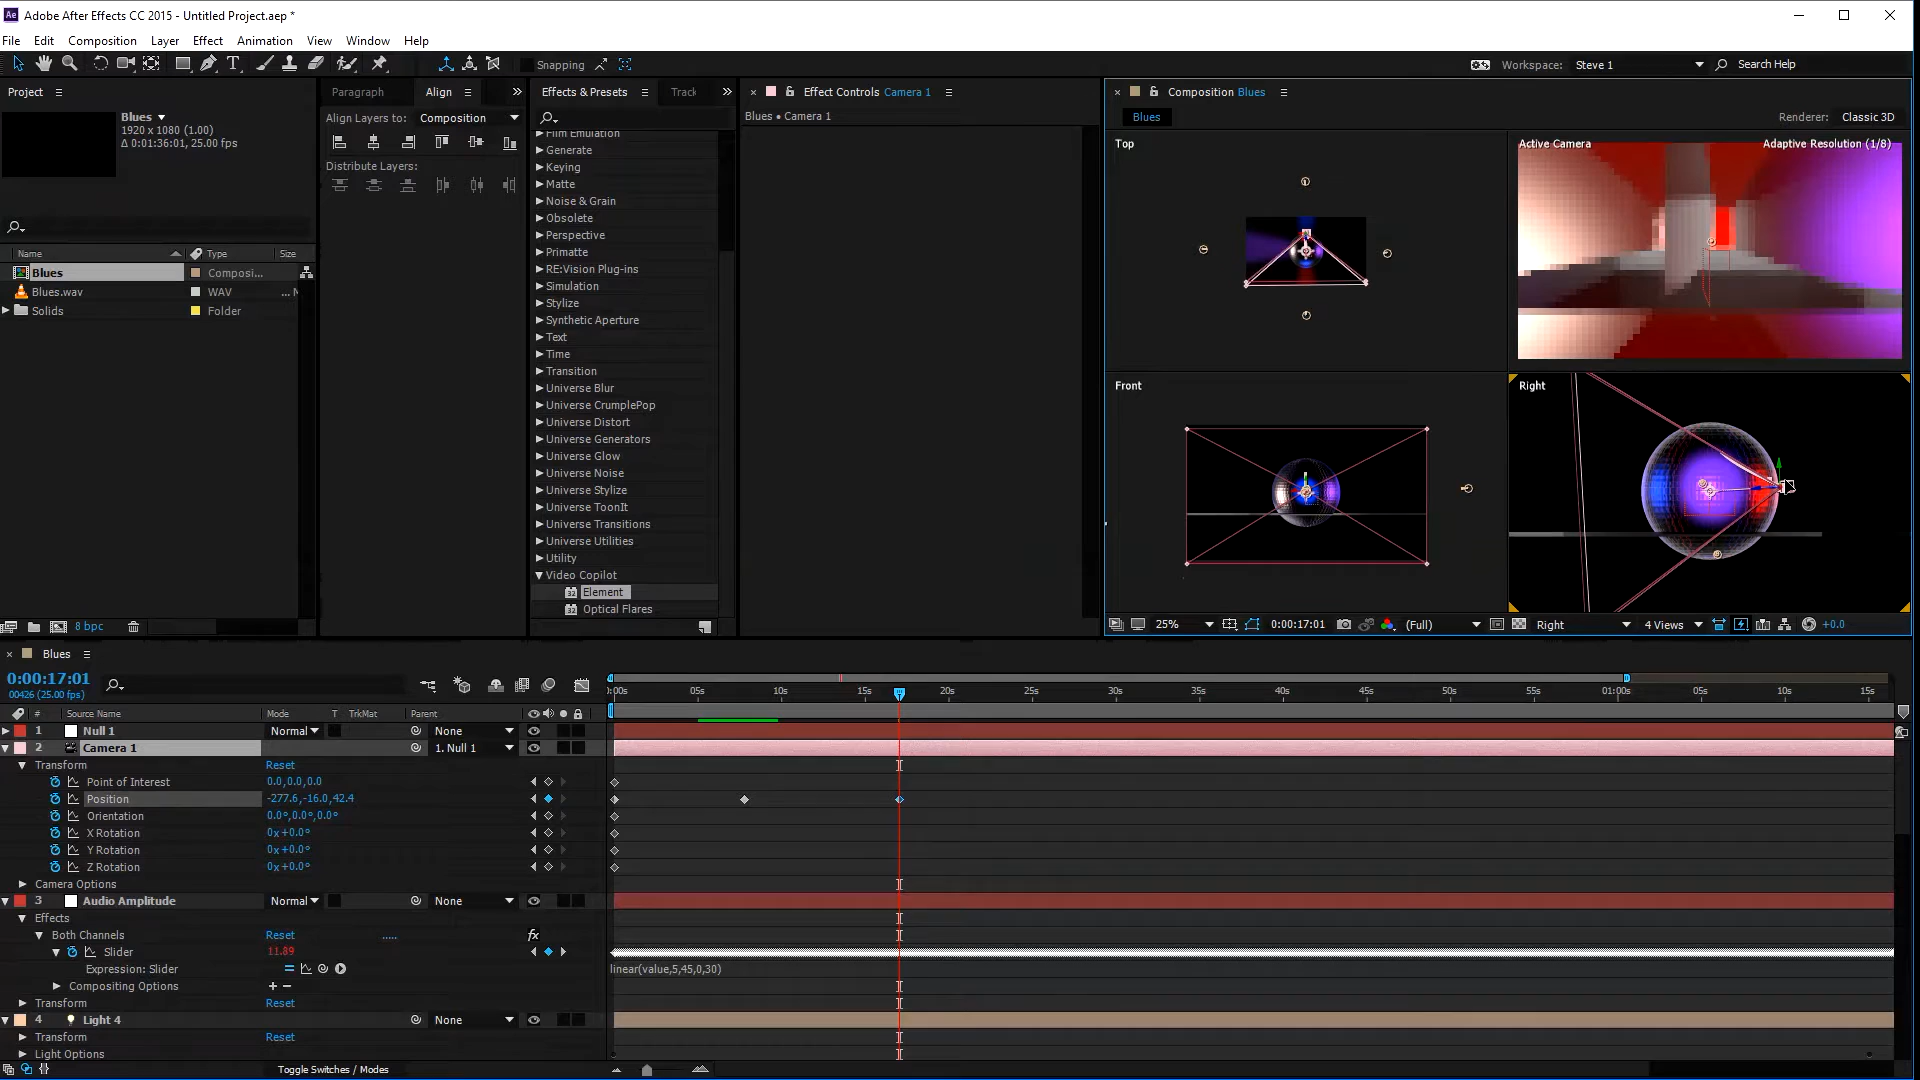 Adobe After Effects CC 2015 - Untitled Project.aep *
File Edit Composition Layer Effect Animation View Window Help
Snapping
Workspace: Steve 1
Search Help
Project
Blues
1920 x 1080 (1.00)
Δ 0:01:36:01, 25.00 fps
Name Type Size
Blues Composi...
Blues.wav WAV ... M
Solids Folder
8 bpc
Paragraph Align
Align Layers to: Composition
Distribute Layers:
Effects & Presets Track
Film Emulation
Generate
Keying
Matte
Noise & Grain
Obsolete
Perspective
Primatte
RE:Vision Plug-ins
Simulation
Stylize
Synthetic Aperture
Text
Time
Transition
Universe Blur
Universe CrumplePop
Universe Distort
Universe Generators
Universe Glow
Universe Noise
Universe Stylize
Universe ToonIt
Universe Transitions
Universe Utilities
Utility
Video Copilot
Element
Optical Flares
Effect Controls Camera 1
Blues • Camera 1
Composition Blues
Blues
Renderer: Classic 3D
Top
Active Camera Adaptive Resolution (1/8)
Front
Right
25% 0:00:17:01 (Full) Right 4 Views +0.0
Blues
0:00:17:01
00426 (25.00 fps)
# Source Name Mode T TrkMat Parent
):00s 05s 10s 15s 20s 25s 30s 35s 40s 45s 50s 55s 01:00s 05s 10s 15s
1 Null 1 Normal None
2 Camera 1 1. Null 1
Transform Reset
Point of Interest 0.0,0.0,0.0
Position -277.6,-16.0,42.4
Orientation 0.0°,0.0°,0.0°
X Rotation 0x+0.0°
Y Rotation 0x+0.0°
Z Rotation 0x+0.0°
Camera Options
3 Audio Amplitude Normal None
Effects
Both Channels Reset ..... fx
Slider 11.89
Expression: Slider linear(value,5,45,0,30)
Compositing Options + −
Transform Reset
4 Light 4 None
Transform Reset
Light Options
Toggle Switches / Modes